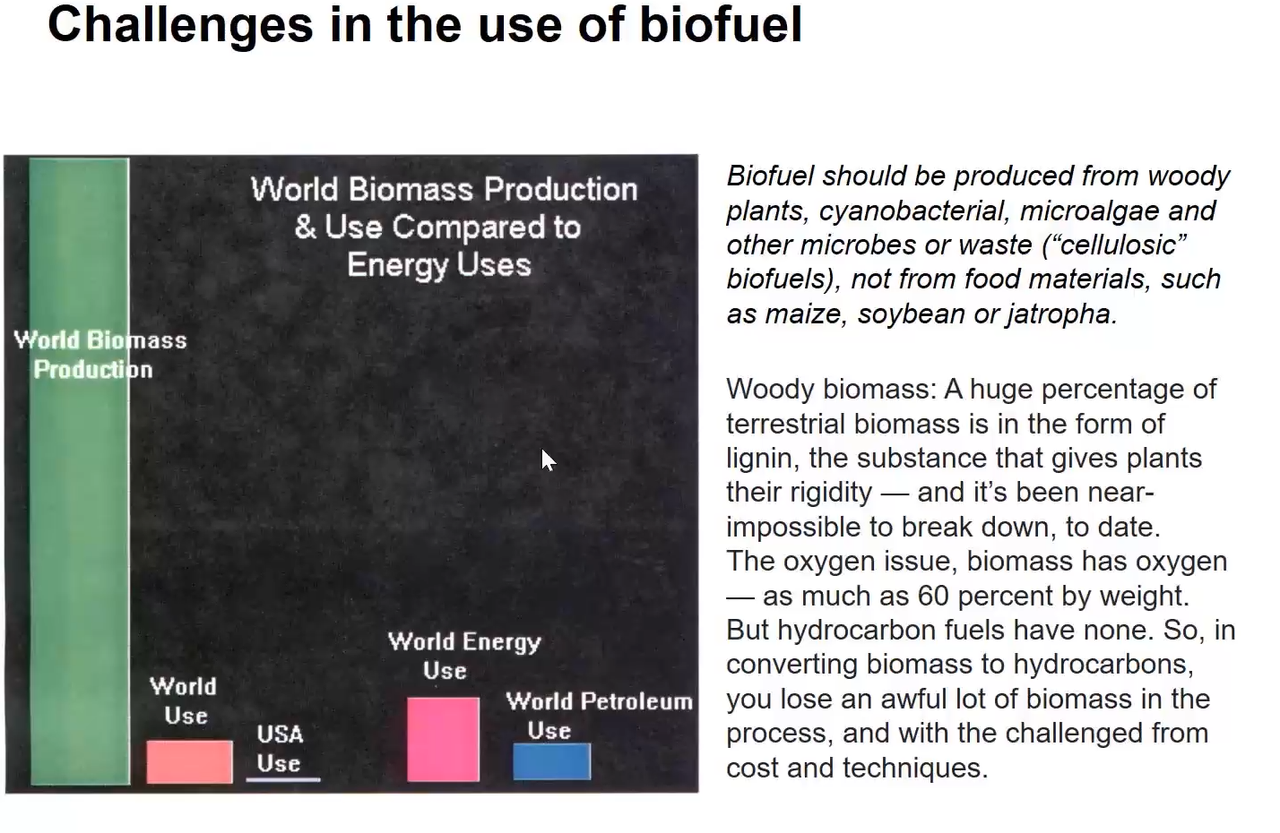 Challenges in the use of biofuel
World Biomass Production
& Use Compared to
Energy Uses
World Biomass
Production
World
Use
USA
Use
World Energy
Use
World Petroleum
Use
Biofuel should be produced from woody
plants, cyanobacterial, microalgae and
other microbes or waste (“cellulosic”
biofuels), not from food materials, such
as maize, soybean or jatropha.
Woody biomass: A huge percentage of
terrestrial biomass is in the form of
lignin, the substance that gives plants
their rigidity — and it’s been near-
impossible to break down, to date.
The oxygen issue, biomass has oxygen
— as much as 60 percent by weight.
But hydrocarbon fuels have none. So, in
converting biomass to hydrocarbons,
you lose an awful lot of biomass in the
process, and with the challenged from
cost and techniques.